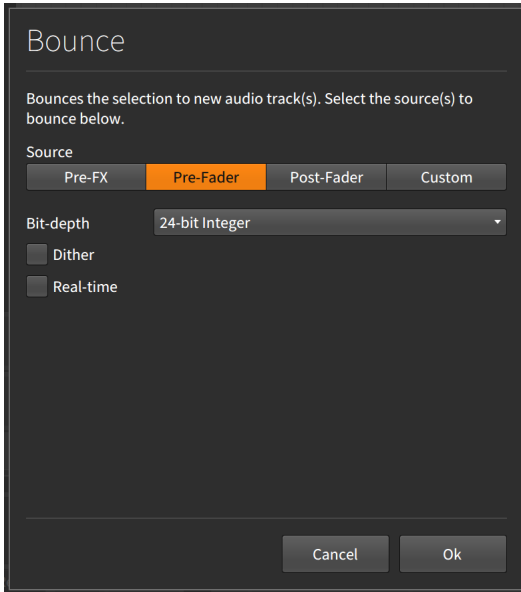 Bounce
Bounces the selection to new audio track(s). Select the source(s) to
bounce below.
Source
Pre-FX Pre-Fader Post-Fader Custom
Bit-depth 24-bit Integer
Dither
Real-time
Cancel Ok